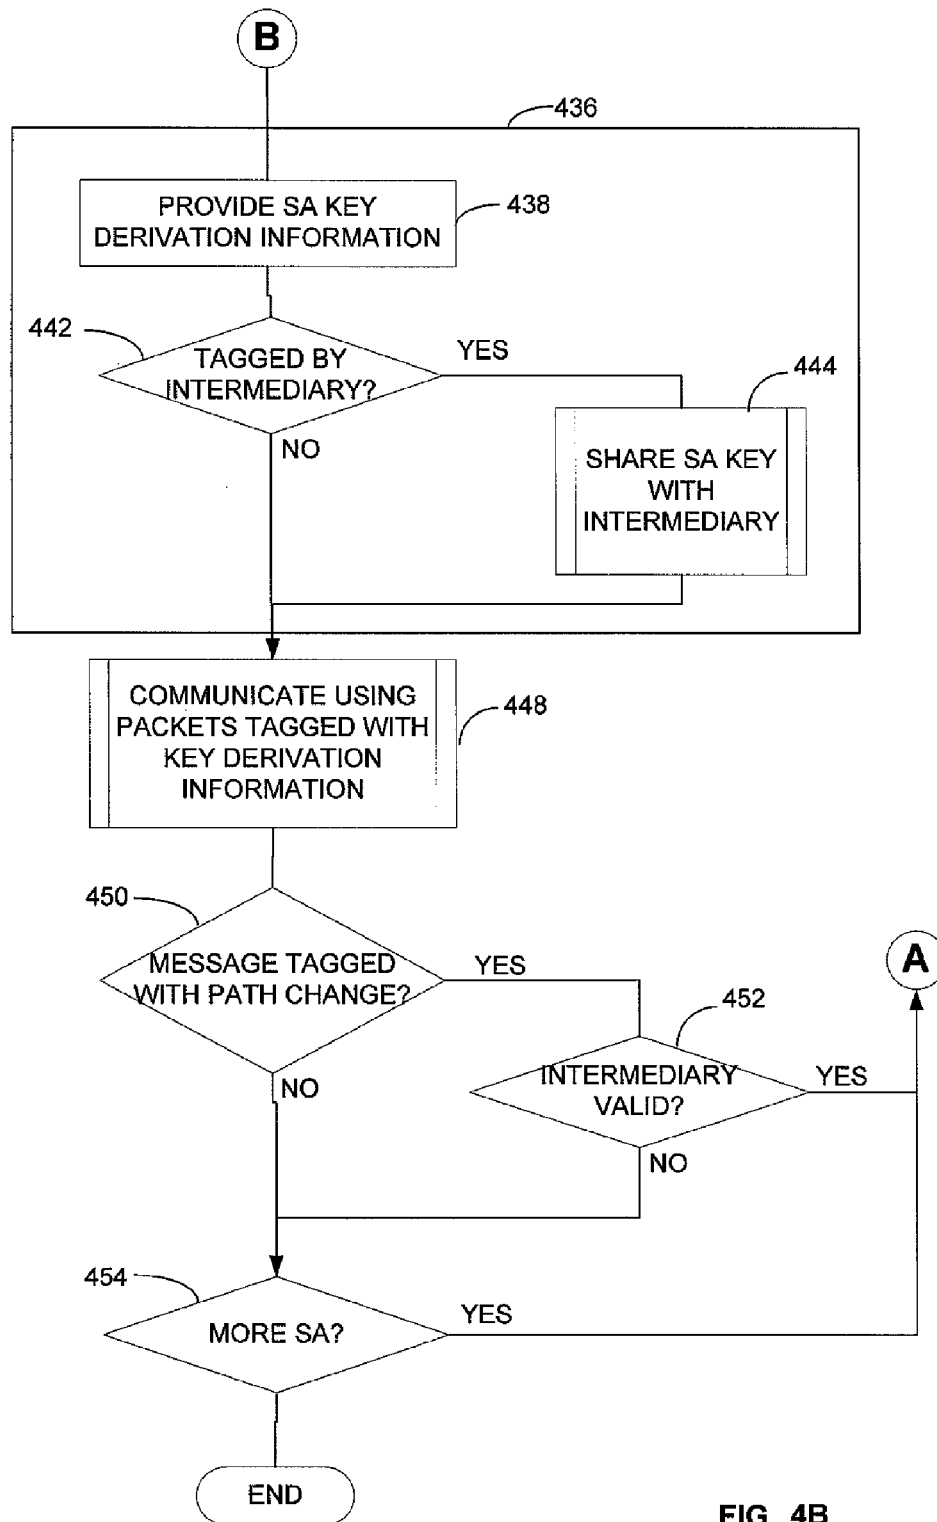 B
436
PROVIDE SA KEY
DERIVATION INFORMATION
438
442
TAGGED BY
INTERMEDIARY?
YES
444
NO
SHARE SA KEY
WITH
INTERMEDIARY
COMMUNICATE USING
PACKETS TAGGED WITH
KEY DERIVATION
INFORMATION
448
450
MESSAGE TAGGED
WITH PATH CHANGE?
YES
A
452
NO
INTERMEDIARY
VALID?
YES
NO
454
MORE SA?
YES
END
FIG. 4B